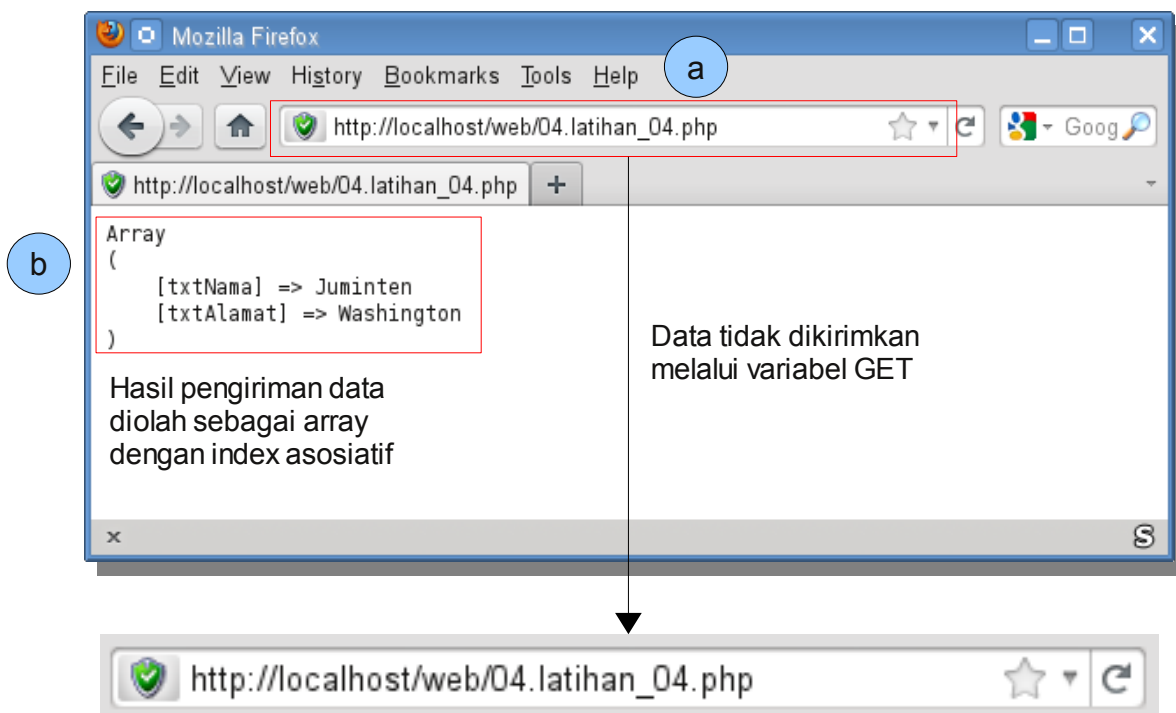 Mozilla Firefox
a
File Edit View History Bookmarks Tools Help
http://localhost/web/04.latihan_04.php
Goog
http://localhost/web/04.latihan_04.php +
b
Array
(
[txtNama] => Juminten
[txtAlamat] => Washington
)
Data tidak dikirimkan
melalui variabel GET
Hasil pengiriman data
diolah sebagai array
dengan index asosiatif
x
S
http://localhost/web/04.latihan_04.php